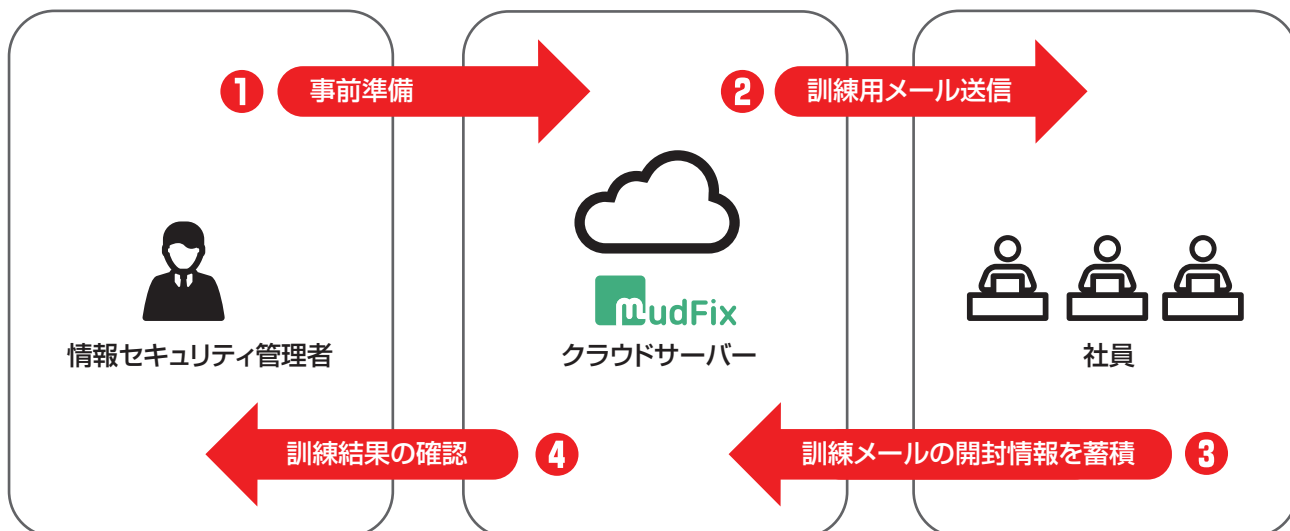 1 事前準備
2 訓練用メール送信
mudFix
情報セキュリティ管理者
クラウドサーバー
社員
訓練結果の確認 4
訓練メールの開封情報を蓄積 3